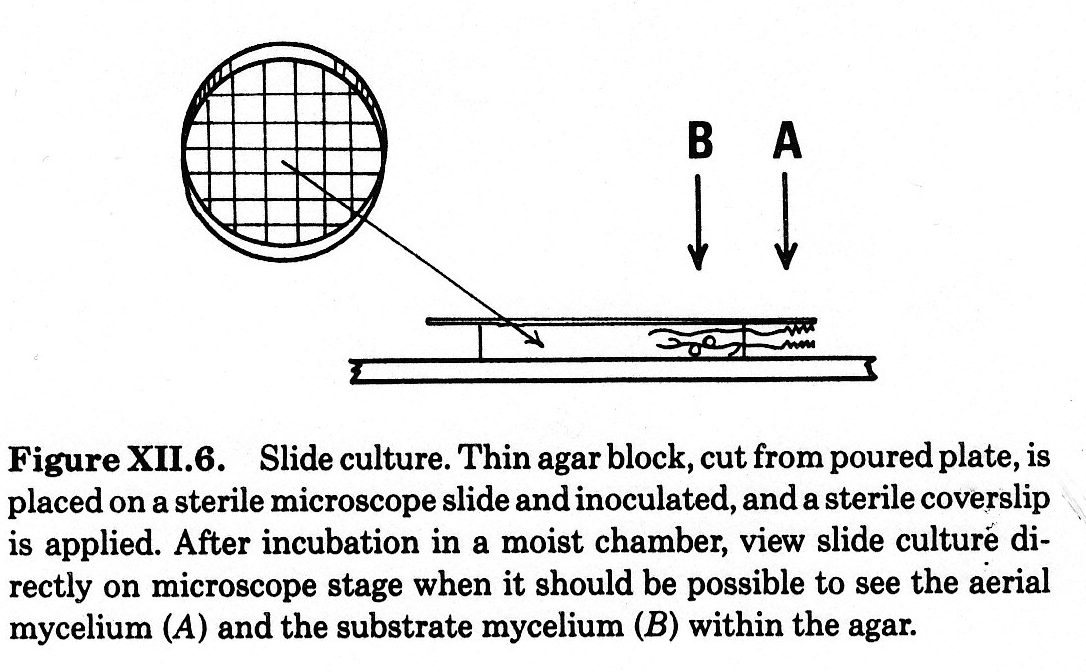 B A
Figure XII.6. Slide culture. Thin agar block, cut from poured plate, is
placed on a sterile microscope slide and inoculated, and a sterile coverslip
is applied. After incubation in a moist chamber, view slide culture di-
rectly on microscope stage when it should be possible to see the aerial
mycelium (A) and the substrate mycelium (B) within the agar.